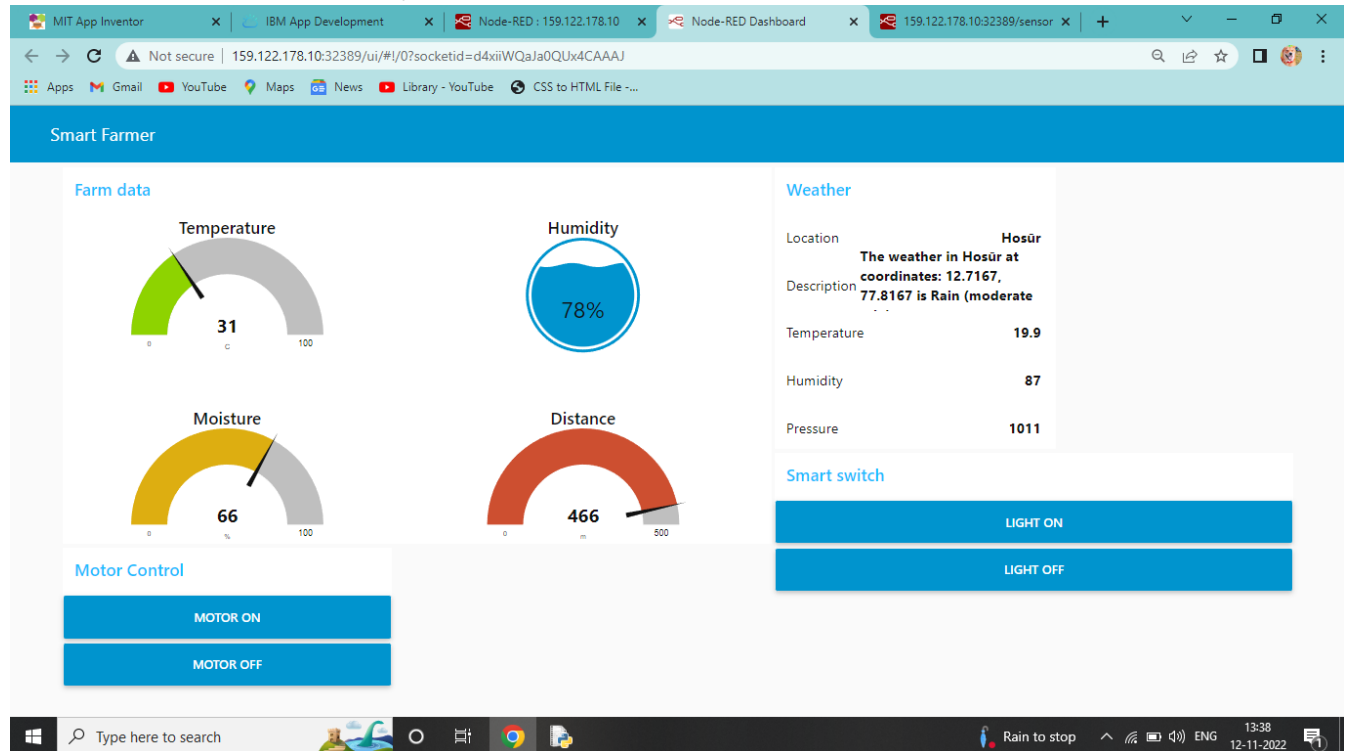 MIT App Inventor
IBM App Development
Node-RED : 159.122.178.10
Node-RED Dashboard
159.122.178.10:32389/sensor
Not secure | 159.122.178.10:32389/ui/#!/0?socketid=d4xiiWQaJa0QUx4CAAAJ
Apps
Gmail
YouTube
Maps
News
Library - YouTube
CSS to HTML File -...
Smart Farmer
Farm data
Temperature
31
C
0
100
Humidity
78%
Moisture
66
%
0
100
Distance
466
m
0
500
Motor Control
MOTOR ON
MOTOR OFF
Weather
Location Hosūr
Description The weather in Hosūr at
coordinates: 12.7167,
77.8167 is Rain (moderate
Temperature 19.9
Humidity 87
Pressure 1011
Smart switch
LIGHT ON
LIGHT OFF
Type here to search
Rain to stop
ENG
13:38
12-11-2022